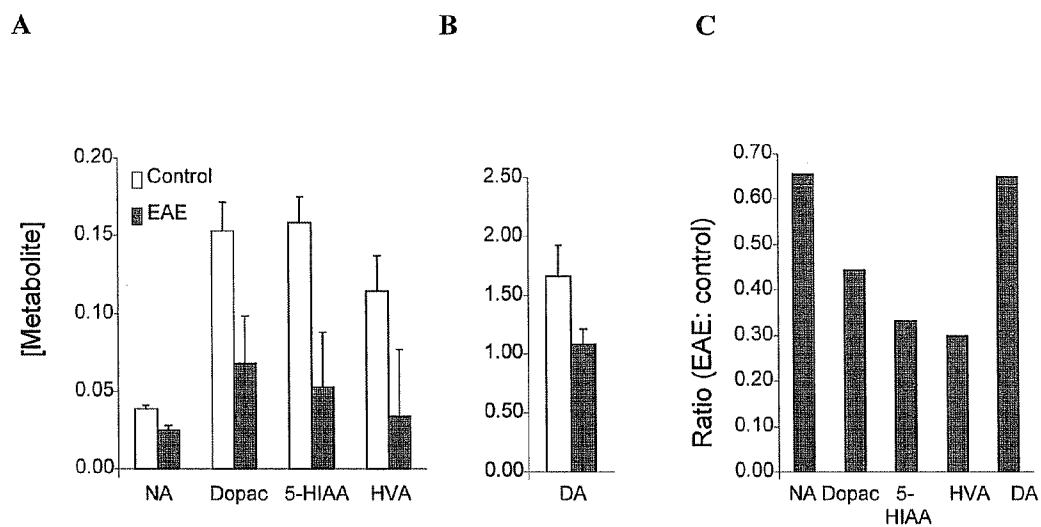 A
B
C
[Metabolite]
0.20
0.15
0.10
0.05
0.00
Control
EAE
NA Dopac 5-HIAA HVA
2.50
2.00
1.50
1.00
0.50
0.00
DA
Ratio (EAE: control)
0.70
0.60
0.50
0.40
0.30
0.20
0.10
0.00
NA Dopac 5- HVA DA
HIAA